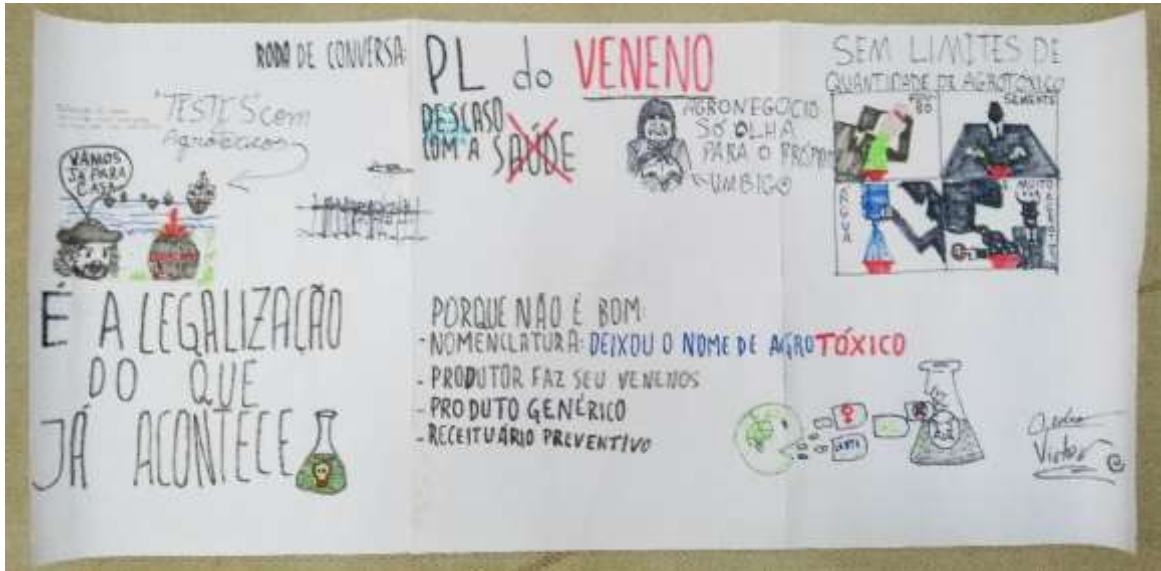 RODA DE CONVERSA:
PL do VENENO
DESCASO
COM A SAÚDE
AGRONEGÓCIO
SÓ OLHA
PARA O PRÓPRIO
UMBIGO
SEM LIMITES DE
QUANTIDADE DE AGROTÓXICO
SEMENTE
ÁGUA
MUITO
"TESTES" com
Agrotóxicos
VAMOS
JÁ PARA
CASA
É A LEGALIZAÇÃO
DO QUE
JÁ ACONTECE
PORQUE NÃO É BOM:
- NOMENCLATURA: DEIXOU O NOME DE AGROTÓXICO
- PRODUTOR FAZ SEU VENENOS
- PRODUTO GENÉRICO
- RECEITUÁRIO PREVENTIVO
Victor